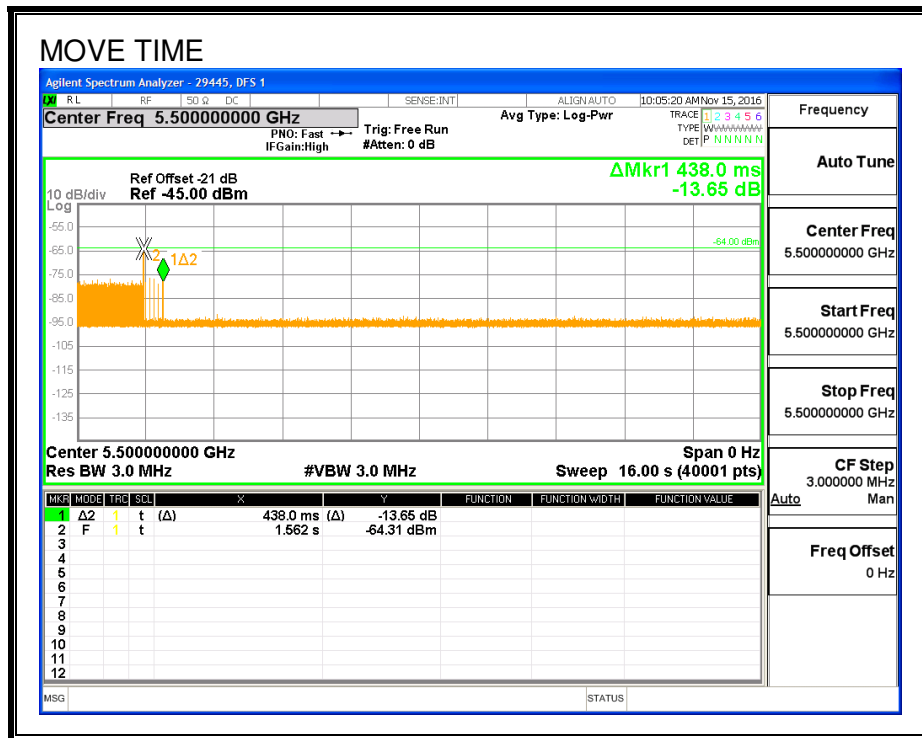 MOVE TIME
Agilent Spectrum Analyzer - 29445, DFS 1
LXI RL RF 50 Ω DC SENSE:INT ALIGN AUTO 10:05:20 AM Nov 15, 2016
Center Freq 5.500000000 GHz Avg Type: Log-Pwr TRACE 1 2 3 4 5 6
PNO: Fast Trig: Free Run TYPE WWWWWWW
IFGain:High #Atten: 0 dB DET P N N N N N
ΔMkr1 438.0 ms
-13.65 dB
Ref Offset -21 dB
10 dB/div Ref -45.00 dBm
Log
-55.0
-64.00 dBm
-65.0
2
1Δ2
-75.0
-85.0
-95.0
-105
-115
-125
-135
Center 5.500000000 GHz Span 0 Hz
Res BW 3.0 MHz #VBW 3.0 MHz Sweep 16.00 s (40001 pts)
MKR MODE TRC SCL X Y FUNCTION FUNCTION WIDTH FUNCTION VALUE
1 Δ2 1 t (Δ) 438.0 ms (Δ) -13.65 dB
2 F 1 t 1.562 s -64.31 dBm
3
4
5
6
7
8
9
10
11
12
MSG STATUS
Frequency
Auto Tune
Center Freq
5.500000000 GHz
Start Freq
5.500000000 GHz
Stop Freq
5.500000000 GHz
CF Step
3.000000 MHz
Auto Man
Freq Offset
0 Hz